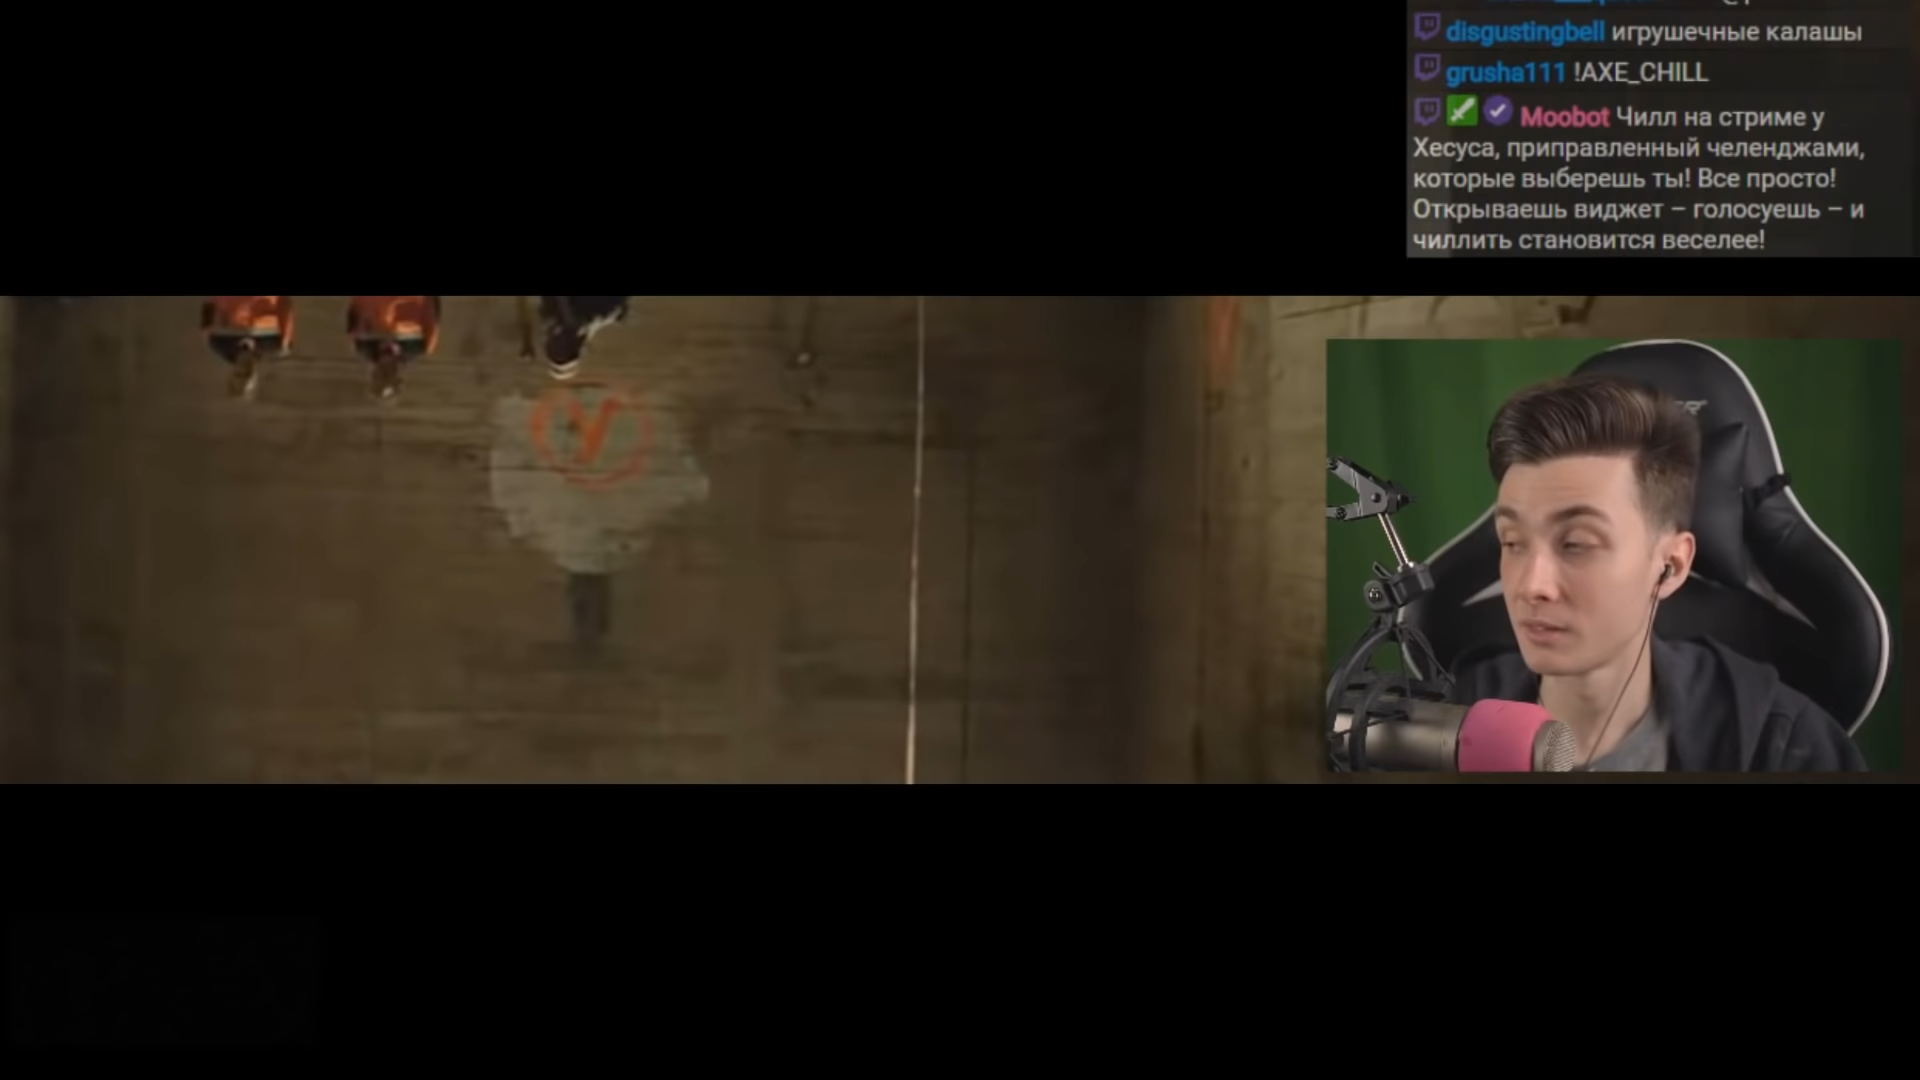 disgustingbell игрушечные калашы
grusha111 !AXE_CHILL
Moobot Чилл на стриме у
Хесуса, приправленный челенджами,
которые выберешь ты! Все просто!
Открываешь виджет – голосуешь – и
чиллить становится веселее!
У